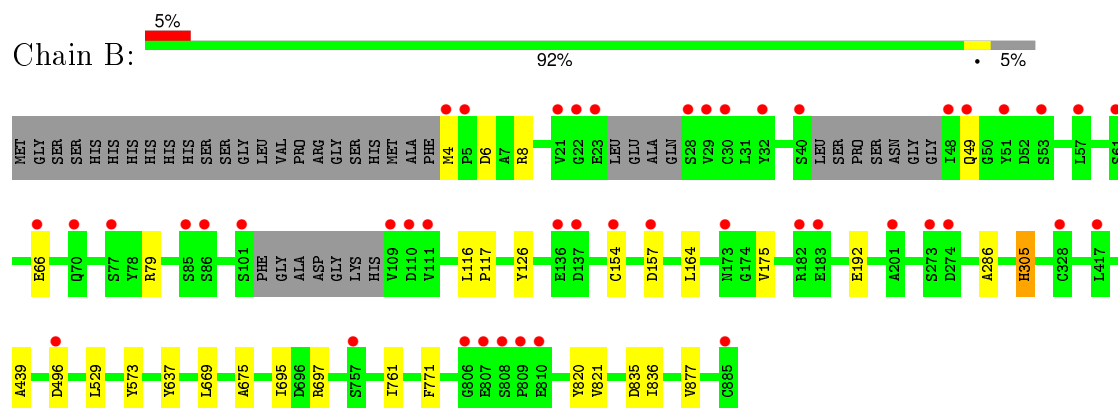 Chain B:
5%
92%
•
5%
MET GLY SER SER HIS HIS HIS HIS HIS HIS SER SER GLY LEU VAL PRO ARG GLY SER HIS MET ALA PHE M4 P5 D6 A7 R8 V21 G22 E23 LEU GLU ALA GLN S28 V29 C30 L31 Y32 S40 LEU SER PRO SER ASN GLY GLY I48 Q49 G50 Y51 D52 S53 L57 S61
E66 Q70 S77 Y78 R79 S85 S86 S101 PHE GLY ALA ASP GLY LYS HIS V109 D110 V111 L116 P117 Y126 E136 D137 C154 D157 L164 N173 G174 V175 R182 E183 E192 A201 S273 D274 A286 H305 C328 L417
A439 D496 L529 Y573 Y637 L669 A675 I695 D696 R697 S757 I761 F771 G806 E807 S808 P809 E810 Y820 V821 D835 I836 V877 C885